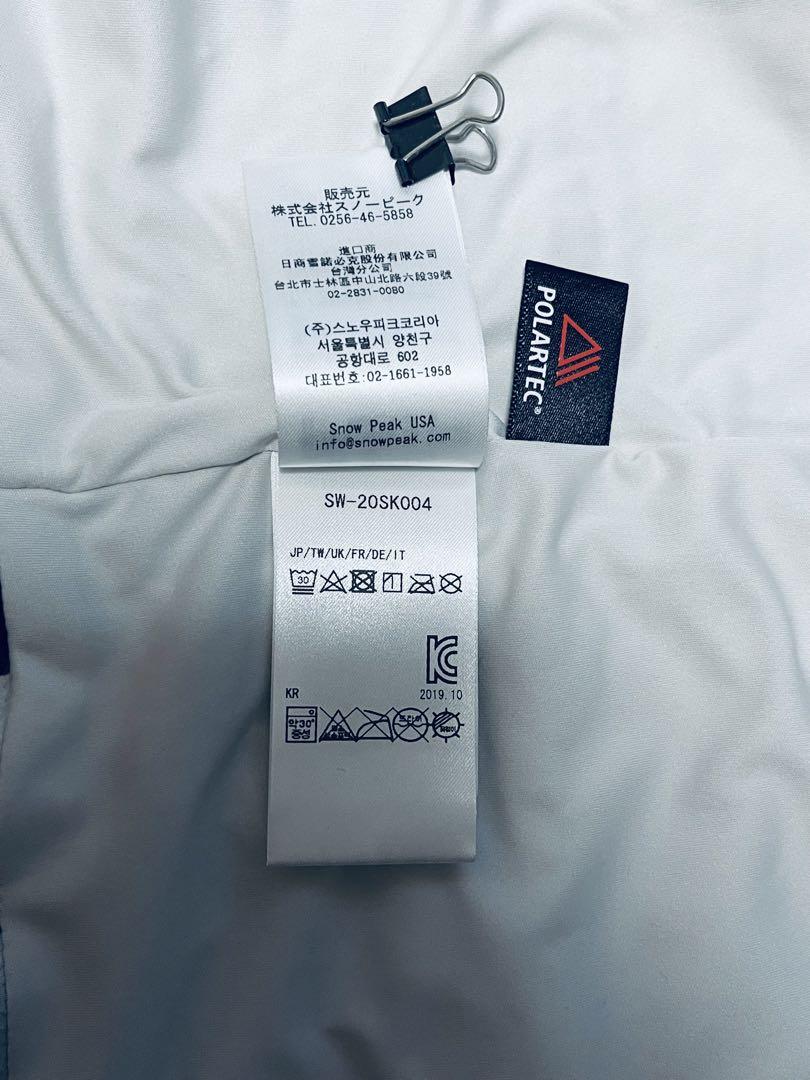 販売元
株式会社スノーピーク
TEL.0256-46-5858
進口商
日商雪諾必克股份有限公司
台灣分公司
台北市士林區中山北路六段39號
02-2831-0080
(주)스노우피크코리아
서울특별시 양천구
공항대로 602
대표번호:02-1661-1958
Snow Peak USA
info@snowpeak.com
POLARTEC®
SW-20SK004
JP/TW/UK/FR/DE/IT
30
KC
KR
2019.10
약30°
중성
드라이